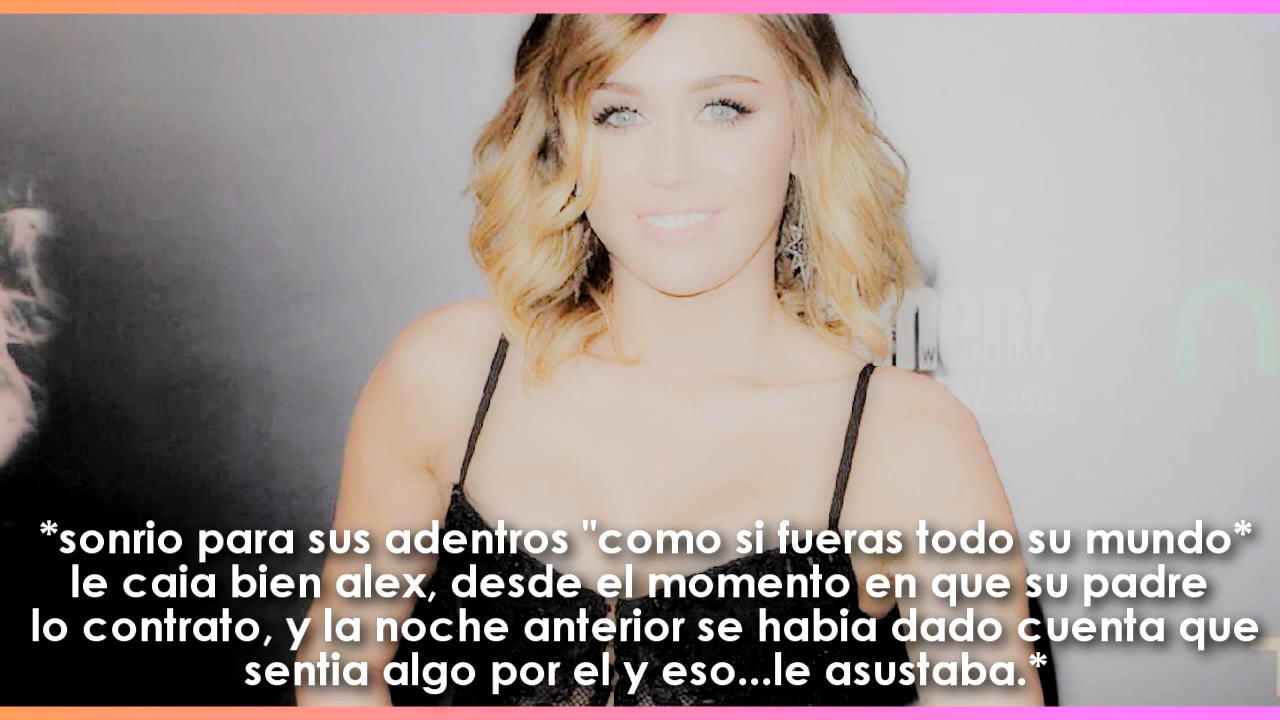 *sonrio para sus adentros "como si fueras todo su mundo*
le caia bien alex, desde el momento en que su padre
lo contrato, y la noche anterior se habia dado cuenta que
sentia algo por el y eso...le asustaba.*